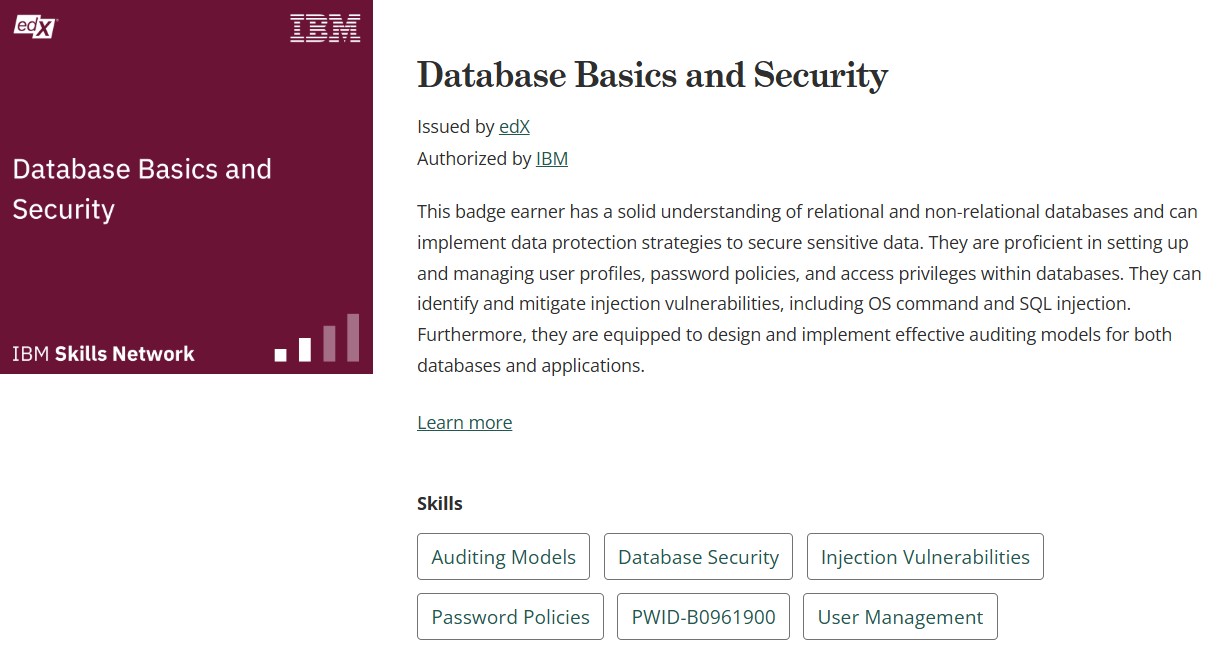 edX
IBM
Database Basics and
Security
IBM Skills Network
Database Basics and Security
Issued by edX
Authorized by IBM
This badge earner has a solid understanding of relational and non-relational databases and can
implement data protection strategies to secure sensitive data. They are proficient in setting up
and managing user profiles, password policies, and access privileges within databases. They can
identify and mitigate injection vulnerabilities, including OS command and SQL injection.
Furthermore, they are equipped to design and implement effective auditing models for both
databases and applications.
Learn more
Skills
Auditing Models Database Security Injection Vulnerabilities
Password Policies PWID-B0961900 User Management